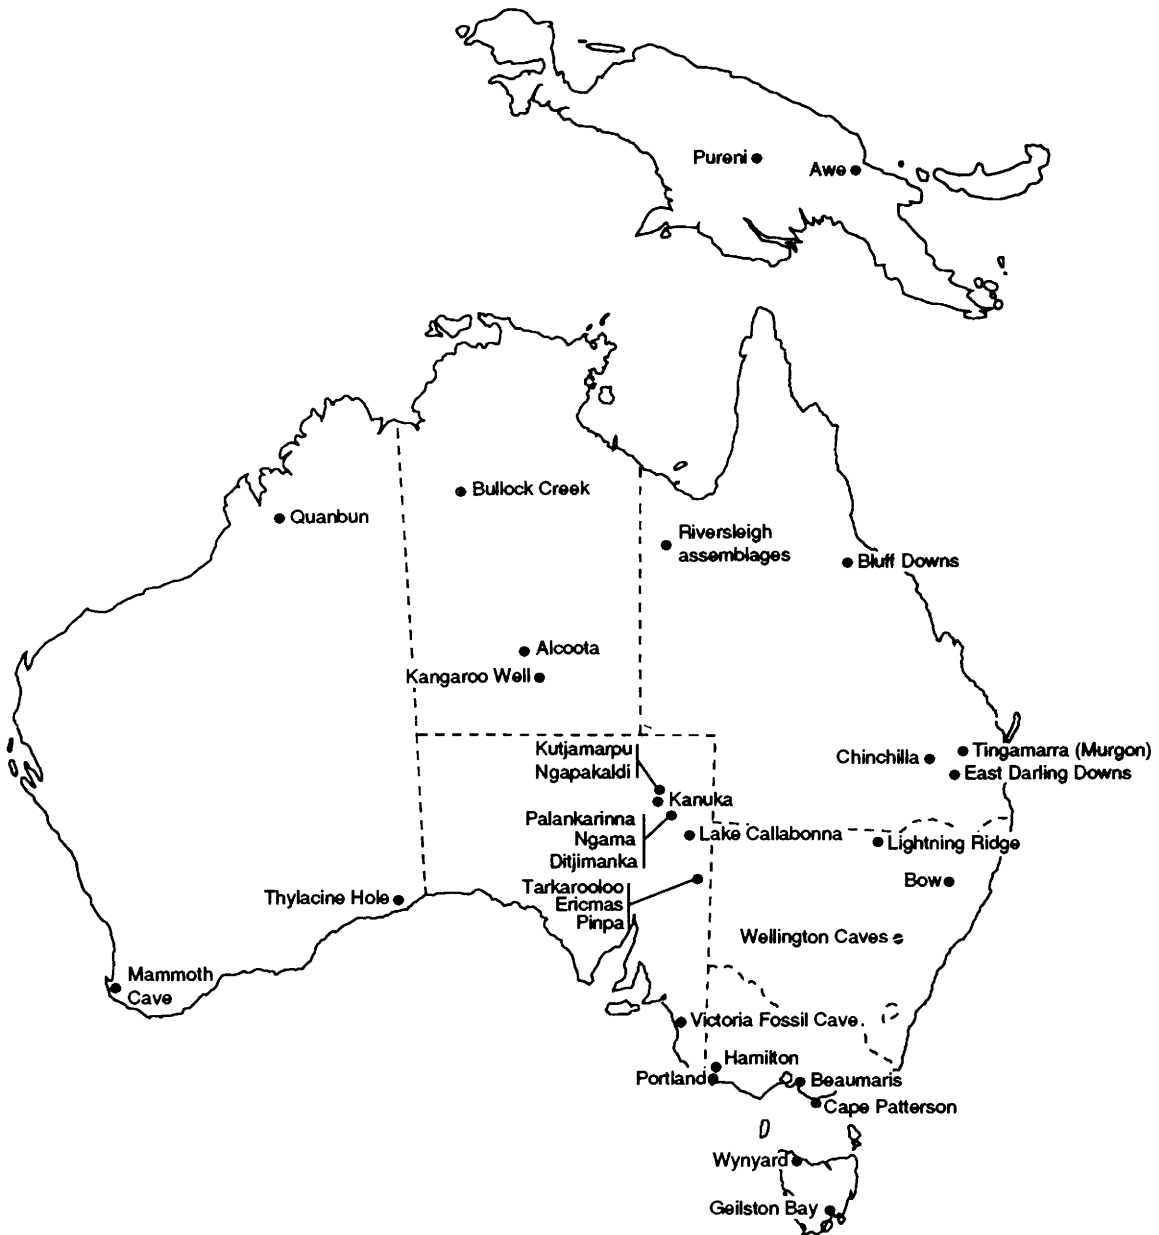 Pureni
Awe
Bullock Creek
Quanbun
Riversleigh
assemblages
Bluff Downs
Alcoota
Kangaroo Well
Kutjamarpu
Ngapakaldi
Kanuka
Chinchilla
Tingamarra (Murgon)
East Darling Downs
Palankarinna
Ngama
Ditjimanka
Lake Callabonna
Lightning Ridge
Bow
Tarkarooloo
Ericmas
Pinpa
Thylacine Hole
Wellington Caves
Mammoth
Cave
Victoria Fossil Cave
Hamilton
Portland
Beaumaris
Cape Patterson
Wynyard
Geilston Bay